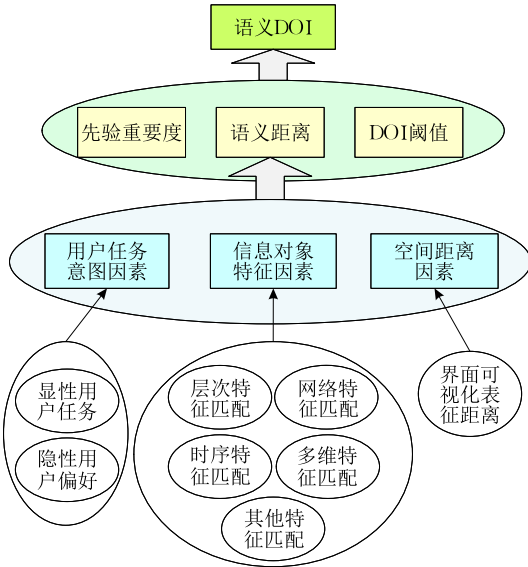 语义DOI
先验重要度
语义距离
DOI阈值
用户任务
意图因素
信息对象
特征因素
空间距离
因素
显性用
户任务
隐性用
户偏好
层次特
征匹配
网络特
征匹配
时序特
征匹配
多维特
征匹配
其他特
征匹配
界面可
视化表
征距离